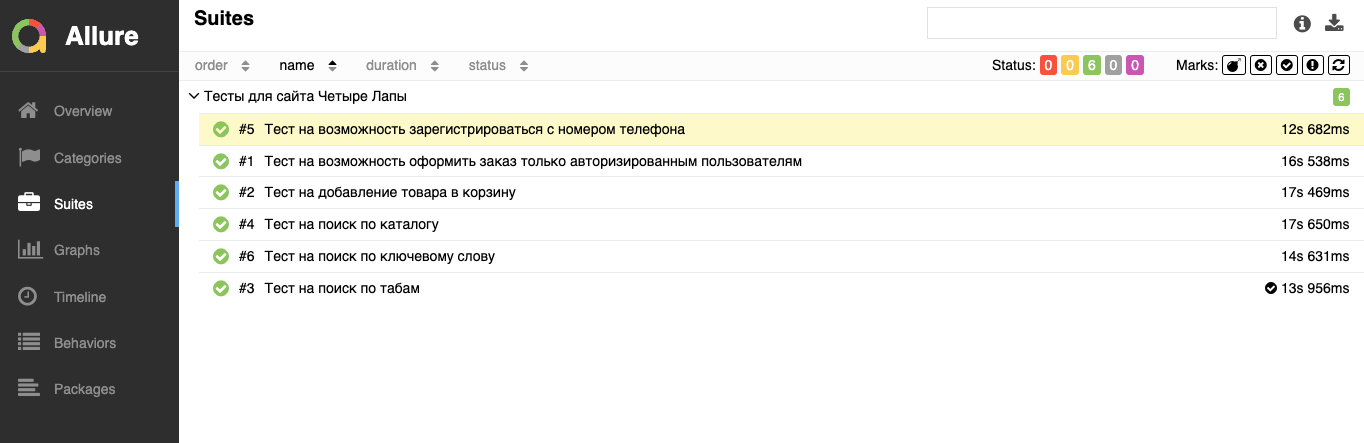 Suites
Allure
order name duration status Status: 0 0 6 0 0 Marks:
Тесты для сайта Четыре Лапы 6
Overview
#5 Тест на возможность зарегистрироваться с номером телефона 12s 682ms
Categories
#1 Тест на возможность оформить заказ только авторизированным пользователям 16s 538ms
Suites
#2 Тест на добавление товара в корзину 17s 469ms
#4 Тест на поиск по каталогу 17s 650ms
Graphs
#6 Тест на поиск по ключевому слову 14s 631ms
Timeline
#3 Тест на поиск по табам 13s 956ms
Behaviors
Packages